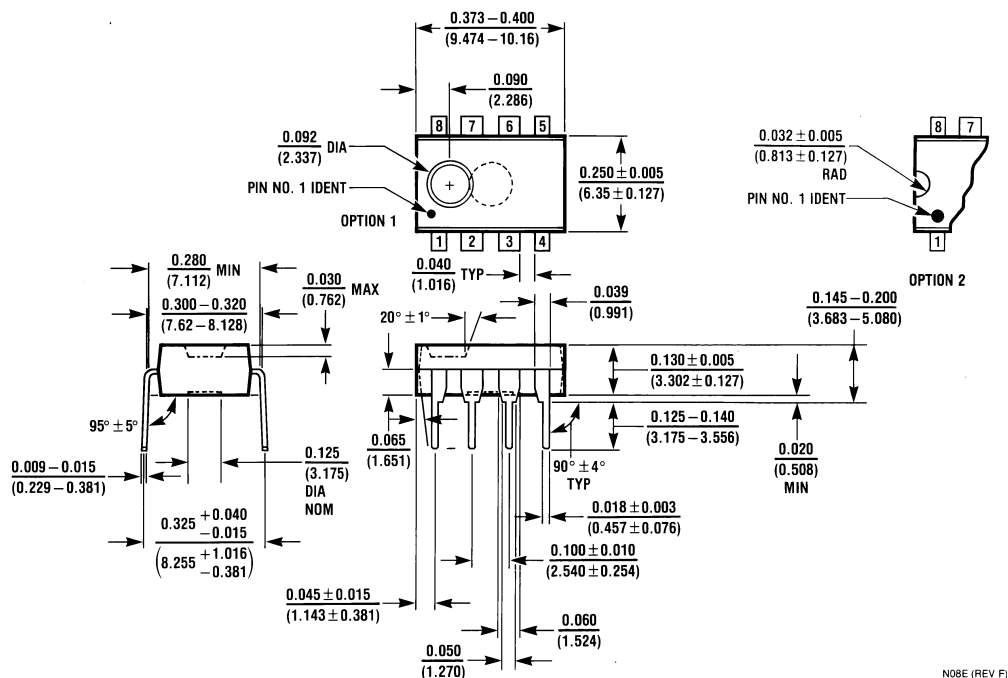 0.373 – 0.400
(9.474 – 10.16)
0.090
(2.286)
8 7 6 5
0.092
(2.337) DIA
PIN NO. 1 IDENT
OPTION 1
+
1 2 3 4
0.250 ± 0.005
(6.35 ± 0.127)
0.032 ± 0.005
(0.813 ± 0.127)
RAD
PIN NO. 1 IDENT
8 7
1
OPTION 2
0.280
(7.112) MIN
0.030
(0.762) MAX
0.300 – 0.320
(7.62 – 8.128)
0.040
(1.016) TYP
0.039
(0.991)
0.145 – 0.200
(3.683 – 5.080)
20° ± 1°
0.130 ± 0.005
(3.302 ± 0.127)
95° ± 5°
0.065
(1.651)
0.125 – 0.140
(3.175 – 3.556)
90° ± 4°
TYP
0.020
(0.508)
MIN
0.009 – 0.015
(0.229 – 0.381)
0.125
(3.175)
DIA
NOM
0.018 ± 0.003
(0.457 ± 0.076)
0.325 +0.040
−0.015
(8.255 +1.016
−0.381)
0.100 ± 0.010
(2.540 ± 0.254)
0.045 ± 0.015
(1.143 ± 0.381)
0.060
(1.524)
0.050
(1.270)
N08E (REV F)